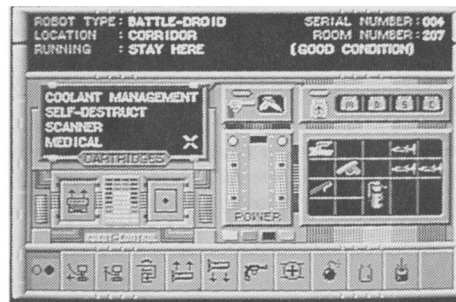 ROBOT TYPE : BATTLE-DROID SERIAL NUMBER : 004
LOCATION : CORRIDOR ROOM NUMBER : 207
RUNNING : STAY HERE (GOOD CONDITION)
COOLANT MANAGEMENT
SELF-DESTRUCT
SCANNER
MEDICAL X
CARTRIDGES
POWER